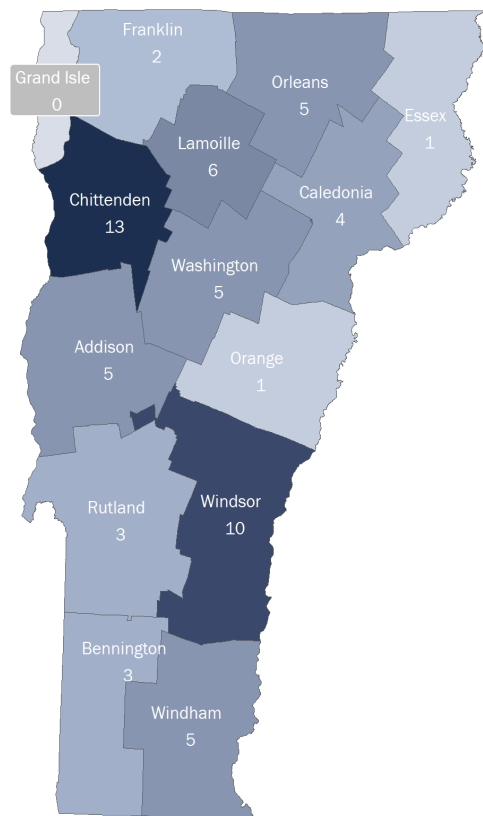 Franklin
2
Grand Isle
0
Orleans
5
Essex
1
Lamoille
6
Caledonia
4
Chittenden
13
Washington
5
Addison
5
Orange
1
Windsor
10
Rutland
3
Bennington
3
Windham
5